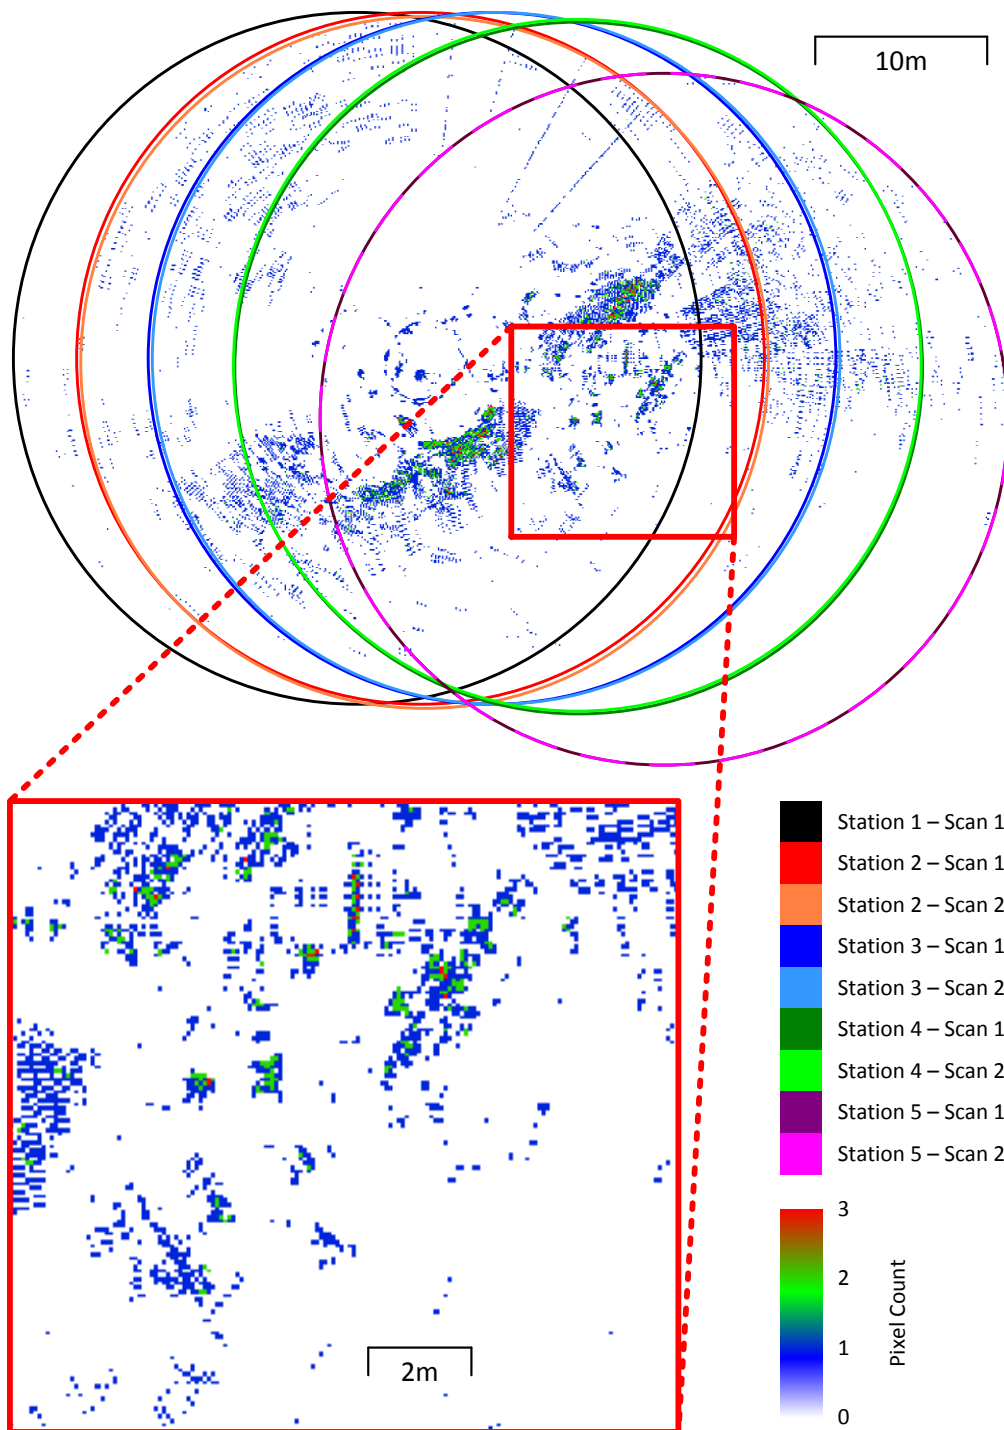 10m
Station 1 – Scan 1
Station 2 – Scan 1
Station 2 – Scan 2
Station 3 – Scan 1
Station 3 – Scan 2
Station 4 – Scan 1
Station 4 – Scan 2
Station 5 – Scan 1
Station 5 – Scan 2
3
2
1
0
Pixel Count
2m